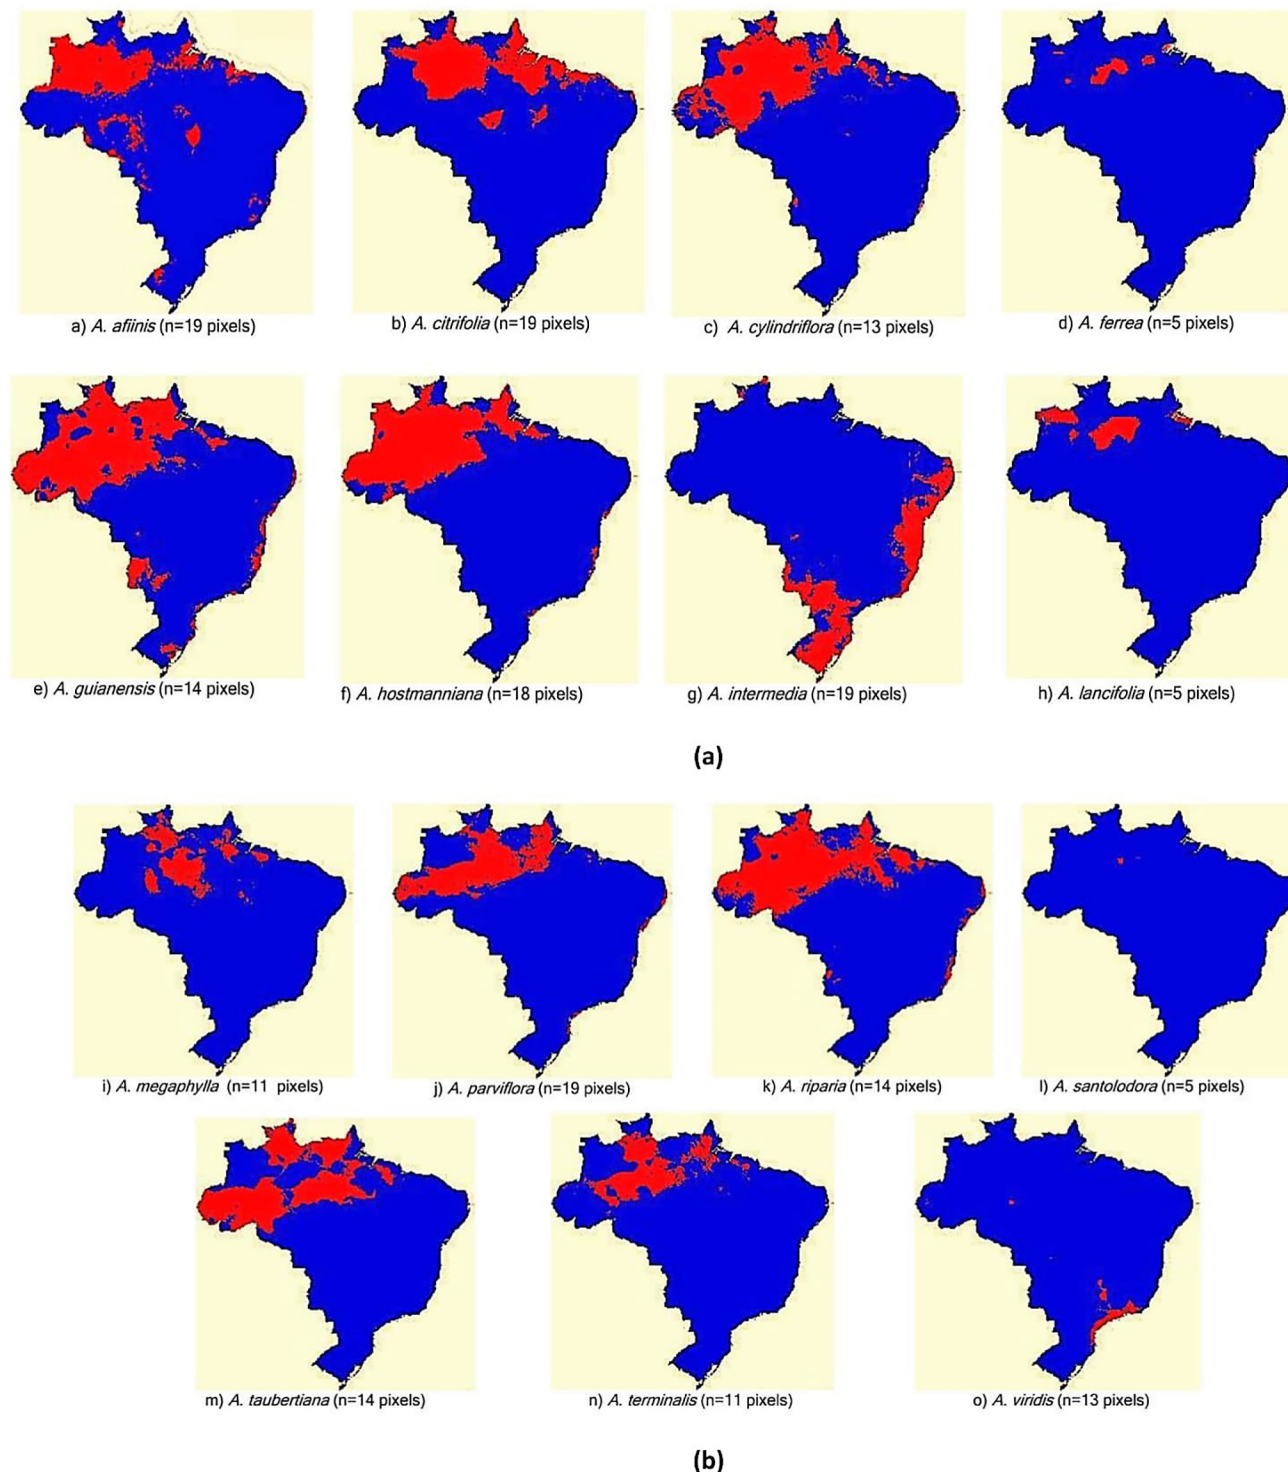 a) A. afiinis (n=19 pixels)
b) A. citrifolia (n=19 pixels)
c) A. cylindriflora (n=13 pixels)
d) A. ferrea (n=5 pixels)
e) A. guianensis (n=14 pixels)
f) A. hostmanniana (n=18 pixels)
g) A. intermedia (n=19 pixels)
h) A. lancifolia (n=5 pixels)
(a)
i) A. megaphylla (n=11 pixels)
j) A. parviflora (n=19 pixels)
k) A. riparia (n=14 pixels)
l) A. santolodora (n=5 pixels)
m) A. taubertiana (n=14 pixels)
n) A. terminalis (n=11 pixels)
o) A. viridis (n=13 pixels)
(b)